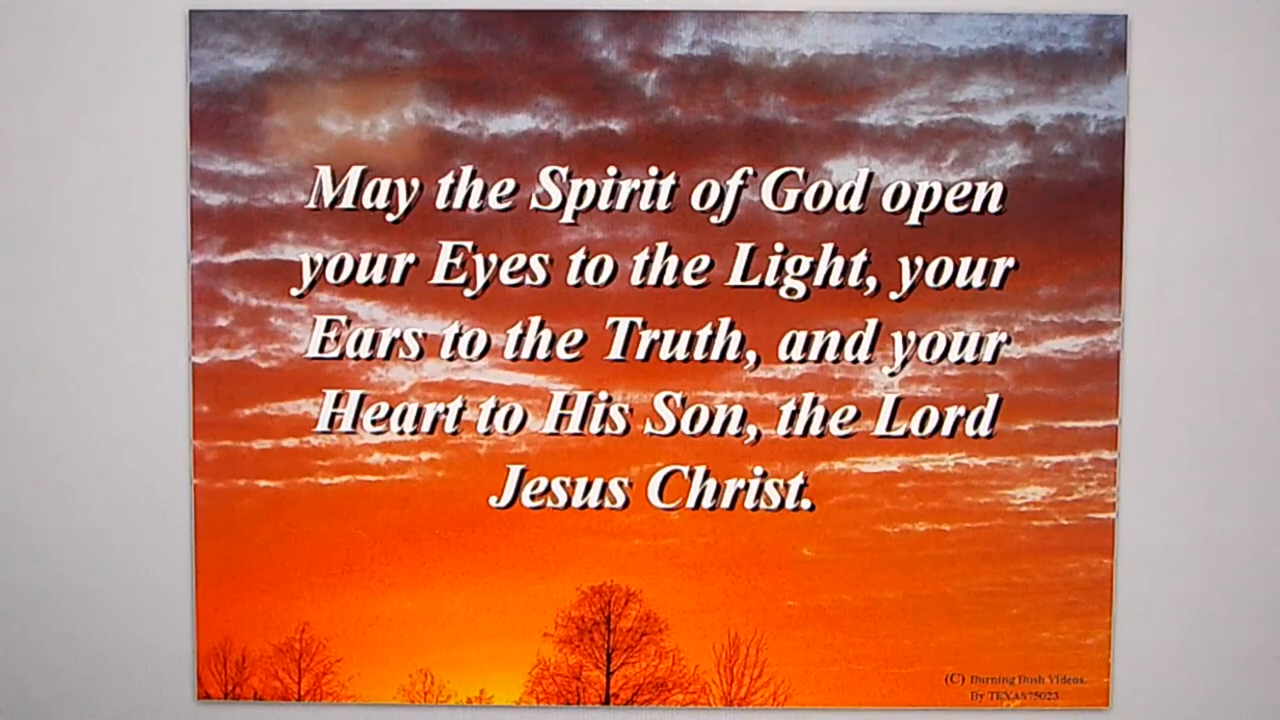 May the Spirit of God open
your Eyes to the Light, your
Ears to the Truth, and your
Heart to His Son, the Lord
Jesus Christ.
(C) Burning Bush Videos.
By TEXAS75023